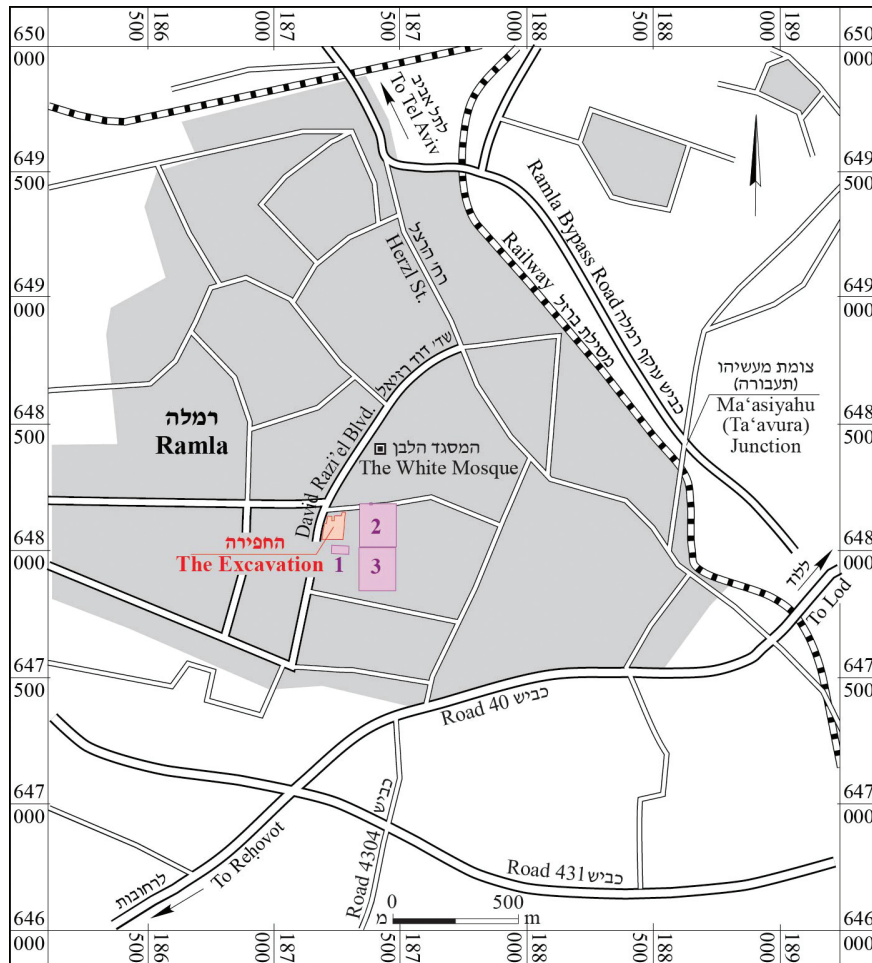 650
000
500
186
000
187
500
187
000
188
500
188
000
189
650
000
649
500
649
500
649
000
649
000
648
500
648
500
648
000
648
000
647
500
647
500
647
000
647
000
646
000
646
000
500
186
000
187
500
187
000
188
500
188
000
189
לתל אביב
To Tel Aviv
Ramla Bypass Road כביש עוקף רמלה
Railway מסילת ברזל
רח' הרצל
Herzl St.
שד' דוד רזיאל
David Razi'el Blvd.
צומת מעשיהו
(תעבורה)
Ma‘asiyahu
(Ta‘avura)
Junction
רמלה
Ramla
המסגד הלבן
The White Mosque
החפירה
The Excavation
1
2
3
ללוד
To Lod
Road 40 כביש
Road 4304 כביש
Road 431 כביש
לרחובות
To Reḥovot
0
500
מ
m